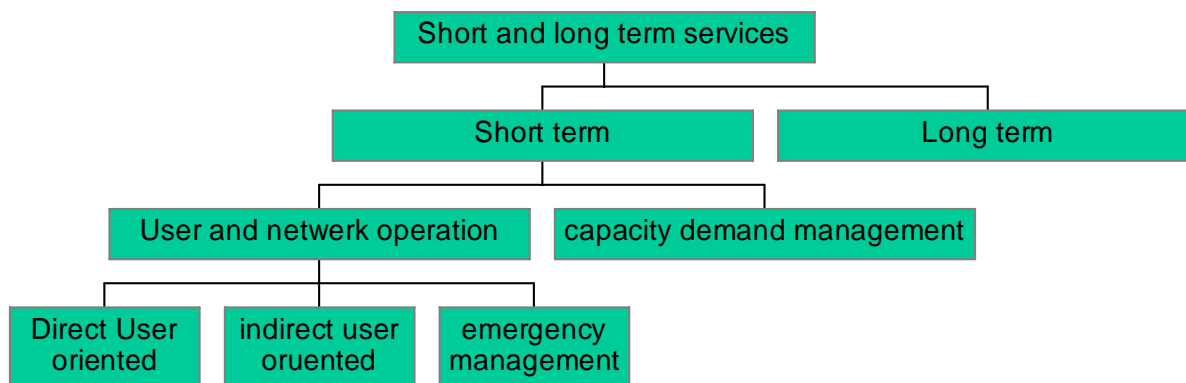 Short and long term services
Short term
Long term
User and netwerk operation
capacity demand management
Direct User
oriented
indirect user
oruented
emergency
management